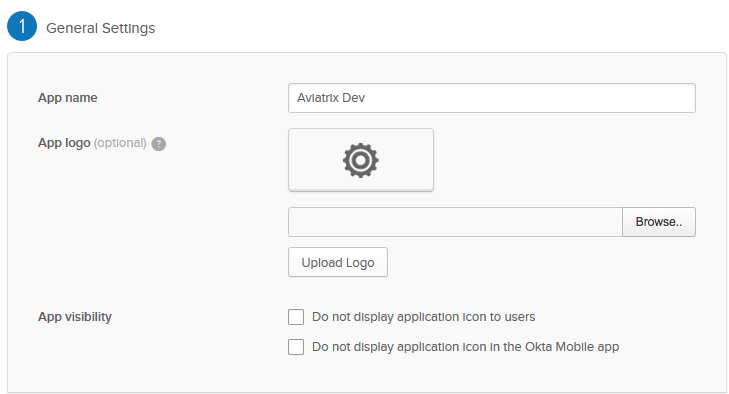 1 General Settings
App name Aviatrix Dev
App logo (optional) ?
Browse..
Upload Logo
App visibility Do not display application icon to users
Do not display application icon in the Okta Mobile app